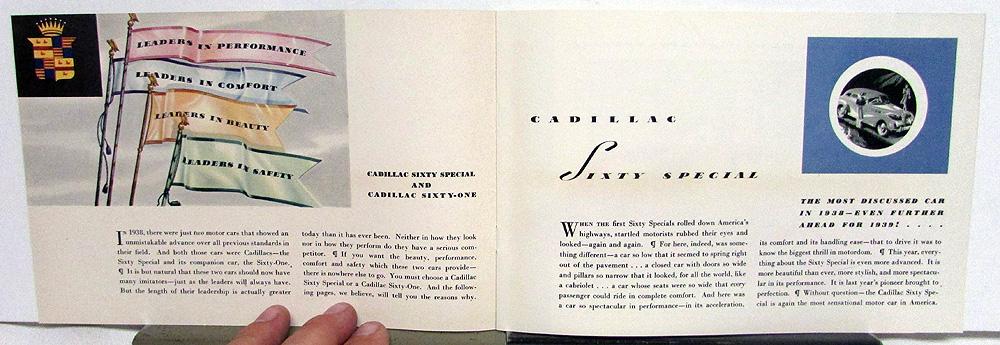 LEADERS IN PERFORMANCE
LEADERS IN COMFORT
LEADERS IN BEAUTY
LEADERS IN SAFETY
CADILLAC SIXTY SPECIAL
AND
CADILLAC SIXTY-ONE
In 1938, there were just two motor cars that showed an
unmistakable advance over all previous standards in
their field. And both these cars were Cadillacs—the
Sixty Special and its companion car, the Sixty-One.
¶ It is but natural that these two cars should now have
many imitators—just as the leaders will always have.
But the length of their leadership is actually greater
today than it has ever been. Neither in how they look
nor in how they perform do they have a serious com-
petitor. ¶ If you want the beauty, performance,
comfort and safety which these two cars provide—
there is nowhere else to go. You must choose a Cadillac
Sixty Special or a Cadillac Sixty-One. And the follow-
ing pages, we believe, will tell you the reasons why.
CADILLAC
SIXTY SPECIAL
THE MOST DISCUSSED CAR
IN 1938—EVEN FURTHER
AHEAD FOR 1939! . . . .
When the first Sixty Specials rolled down America's
highways, startled motorists rubbed their eyes and
looked—again and again. ¶ For here, indeed, was some-
thing different—a car so low that it seemed to spring right
out of the pavement . . . a closed car with doors so wide
and pillars so narrow that it looked, for all the world, like
a cabriolet . . . a car whose seats were so wide that every
passenger could ride in complete comfort. And here was
a car so spectacular in performance—in its acceleration,
its comfort and its handling ease—that to drive it was to
know the biggest thrill in motordom. ¶ This year, every-
thing about the Sixty Special is even more advanced. It is
more beautiful than ever, more stylish, and more spectacu-
lar in its performance. It is last year's pioneer brought to
perfection. ¶ Without question—the Cadillac Sixty Spe-
cial is again the most sensational motor car in America.